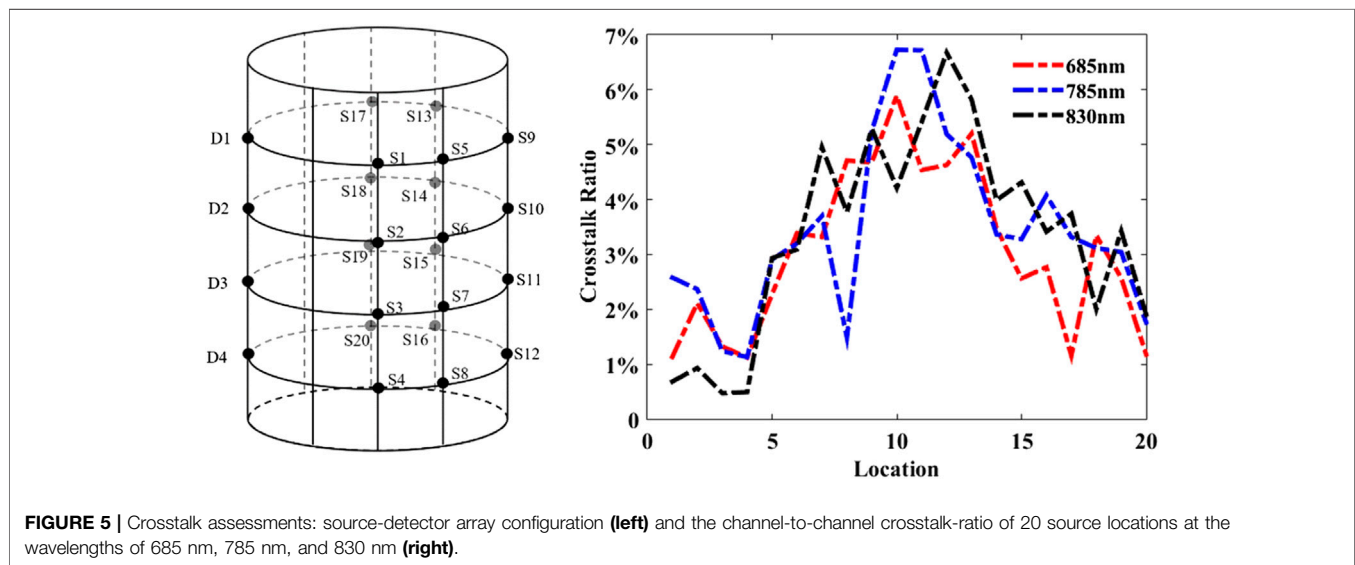 S17
S13
D1
S9
S1
S5
S18
S14
D2
S10
S2
S6
S19
S15
D3
S11
S3
S7
S20
S16
D4
S12
S4
S8
7%
6%
5%
4%
3%
2%
1%
0
Crosstalk Ratio
685nm
785nm
830nm
0 5 10 15 20
Location
FIGURE 5 | Crosstalk assessments: source-detector array configuration (left) and the channel-to-channel crosstalk-ratio of 20 source locations at the
wavelengths of 685 nm, 785 nm, and 830 nm (right).